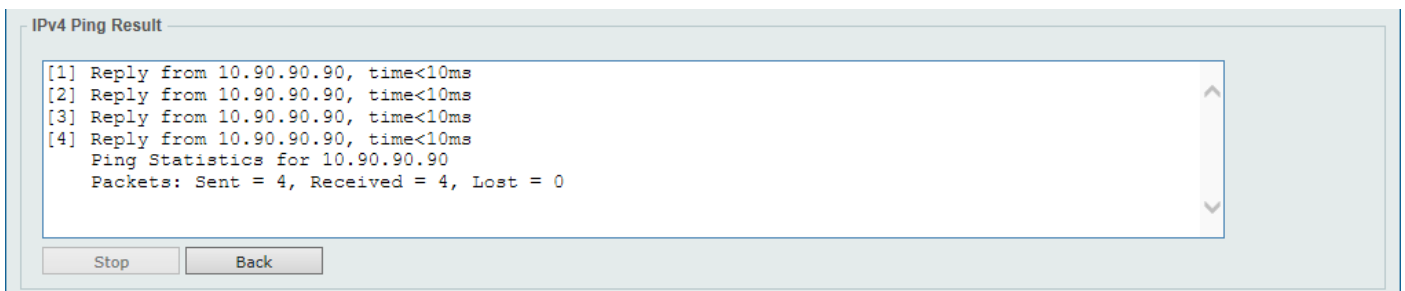 IPv4 Ping Result
[1] Reply from 10.90.90.90, time<10ms
[2] Reply from 10.90.90.90, time<10ms
[3] Reply from 10.90.90.90, time<10ms
[4] Reply from 10.90.90.90, time<10ms
Ping Statistics for 10.90.90.90
Packets: Sent = 4, Received = 4, Lost = 0
Stop Back